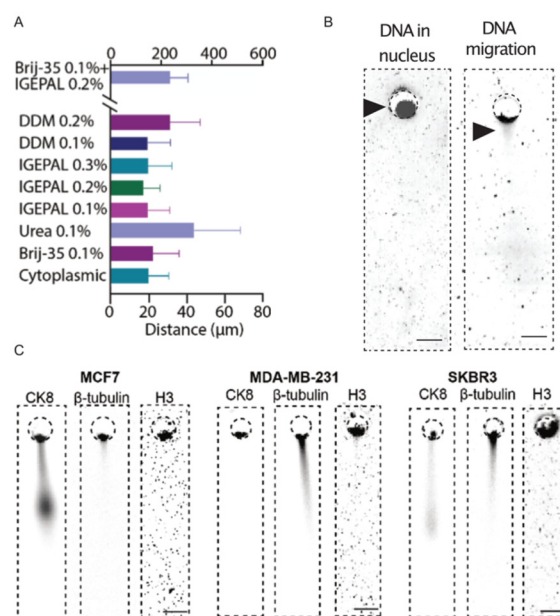 A
0 200 400 600
Brij-35 0.1%+
IGEPAL 0.2%
DDM 0.2%
DDM 0.1%
IGEPAL 0.3%
IGEPAL 0.2%
IGEPAL 0.1%
Urea 0.1%
Brij-35 0.1%
Cytoplasmic
0 20 40 60 80
Distance (μm)
B
DNA in
nucleus
DNA
migration
C
MCF7
CK8 β-tubulin H3
MDA-MB-231
CK8 β-tubulin H3
SKBR3
CK8 β-tubulin H3